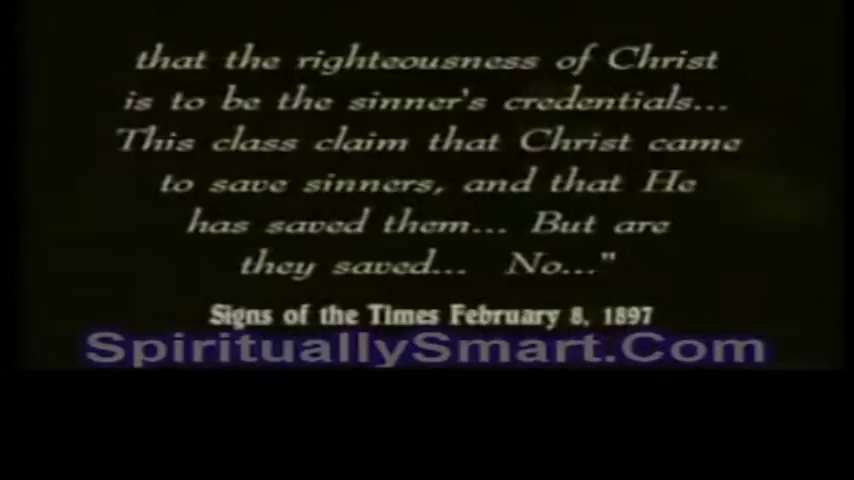 that the righteousness of Christ
is to be the sinner's credentials...
This class claim that Christ came
to save sinners, and that He
has saved them... But are
they saved... No..."
Signs of the Times February 8, 1897
SpirituallySmart.Com